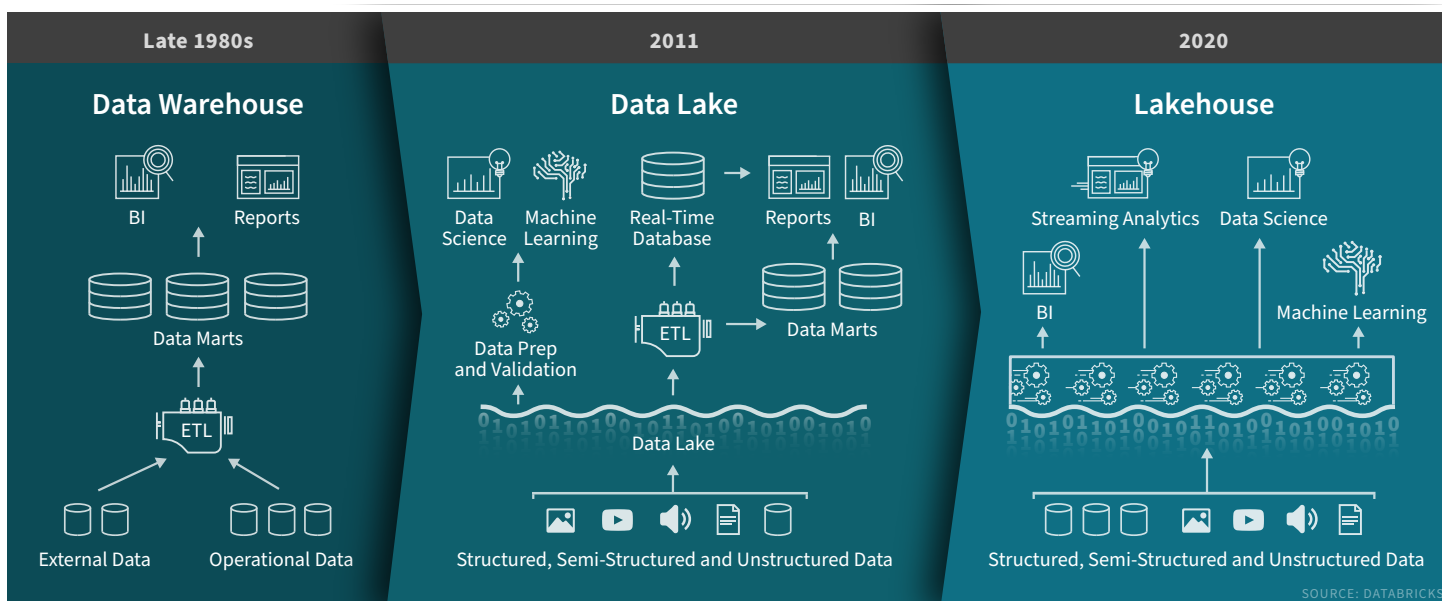 Late 1980s
Data Warehouse
BI
Reports
Data Marts
ETL
External Data
Operational Data
2011
Data Lake
Data
Science
Machine
Learning
Real-Time
Database
Reports
BI
Data Prep
and Validation
ETL
Data Marts
Data Lake
Structured, Semi-Structured and Unstructured Data
2020
Lakehouse
Streaming Analytics
Data Science
BI
Machine Learning
Structured, Semi-Structured and Unstructured Data
SOURCE: DATABRICKS